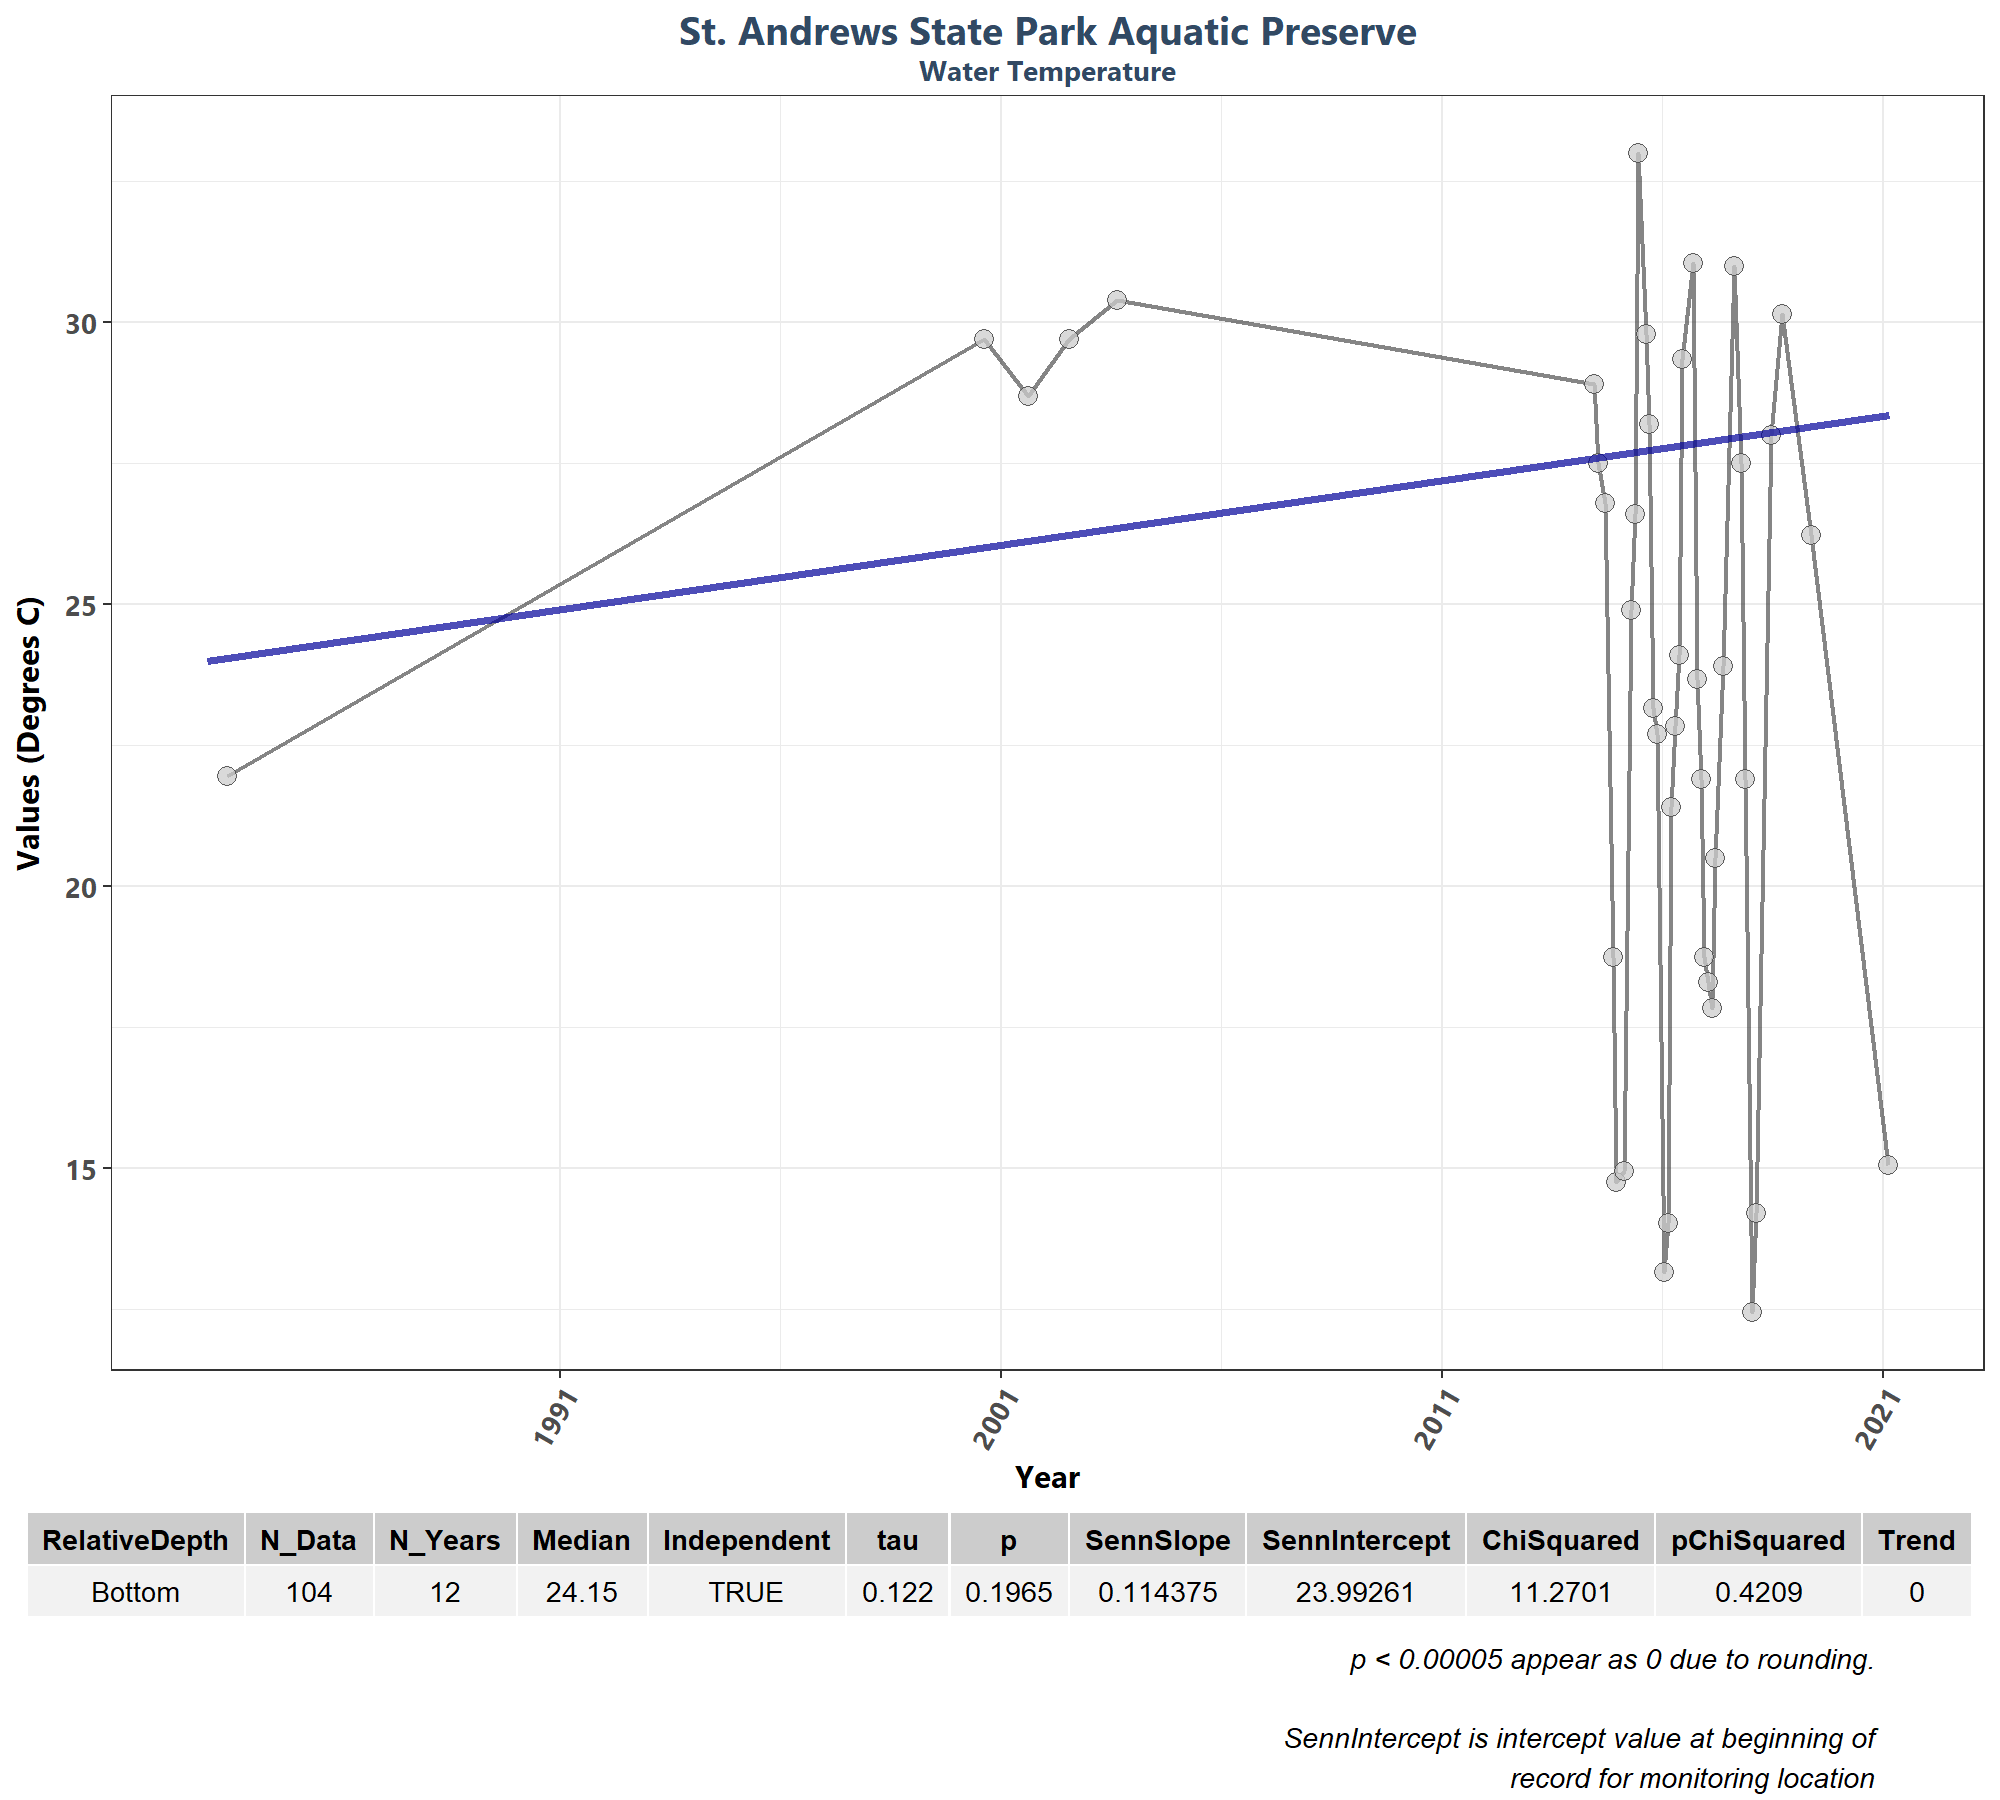 St. Andrews State Park Aquatic Preserve
Water Temperature
Values (Degrees C)
30
25
20
15
1991
2001
2011
2021
Year
RelativeDepth N_Data N_Years Median Independent tau p SennSlope SennIntercept ChiSquared pChiSquared Trend
Bottom 104 12 24.15 TRUE 0.122 0.1965 0.114375 23.99261 11.2701 0.4209 0
p < 0.00005 appear as 0 due to rounding.
SennIntercept is intercept value at beginning of
record for monitoring location